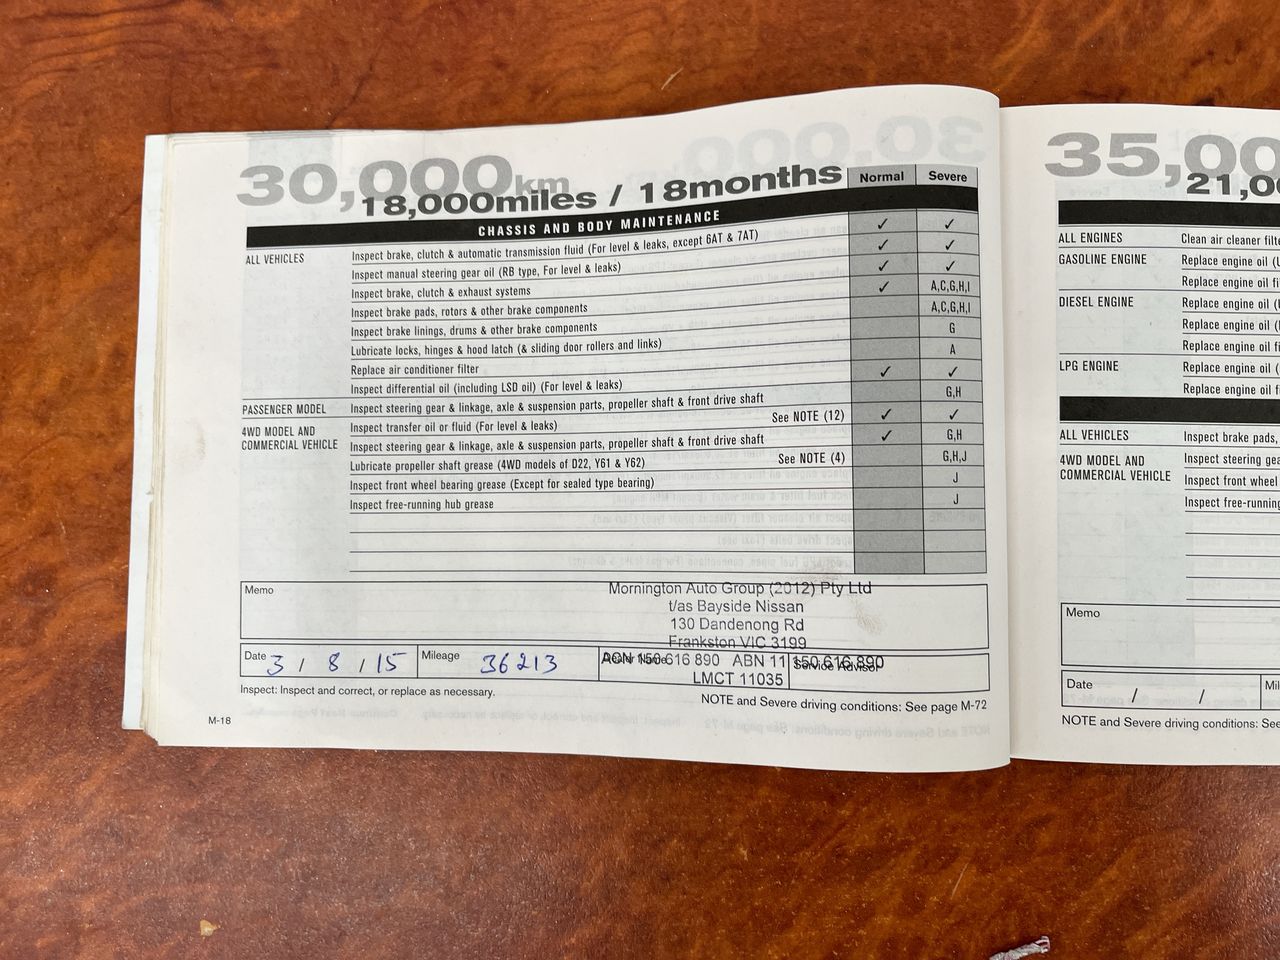 30,000km
18,000miles / 18months
Normal Severe
CHASSIS AND BODY MAINTENANCE
ALL VEHICLES Inspect brake, clutch & automatic transmission fluid (For level & leaks, except 6AT & 7AT) ✓ ✓
Inspect manual steering gear oil (RB type, For level & leaks) ✓ ✓
Inspect brake, clutch & exhaust systems ✓ ✓
Inspect brake pads, rotors & other brake components ✓ A,C,G,H,I
Inspect brake linings, drums & other brake components A,C,G,H,I
Lubricate locks, hinges & hood latch (& sliding door rollers and links) G
Replace air conditioner filter A
Inspect differential oil (including LSD oil) (For level & leaks) ✓ ✓
PASSENGER MODEL Inspect steering gear & linkage, axle & suspension parts, propeller shaft & front drive shaft G,H
4WD MODEL AND COMMERCIAL VEHICLE Inspect transfer oil or fluid (For level & leaks) See NOTE (12) ✓ ✓
Inspect steering gear & linkage, axle & suspension parts, propeller shaft & front drive shaft ✓ G,H
Lubricate propeller shaft grease (4WD models of D22, Y61 & Y62) See NOTE (4) G,H,J
Inspect front wheel bearing grease (Except for sealed type bearing) J
Inspect free-running hub grease J
Memo
Mornington Auto Group (2012) Pty Ltd
t/as Bayside Nissan
130 Dandenong Rd
Frankston VIC 3199
Date 3 / 8 / 15 Mileage 36213 Dealer Name Service Advisor
ACN 150 616 890 ABN 11 150 616 890
LMCT 11035
Inspect: Inspect and correct, or replace as necessary.
NOTE and Severe driving conditions: See page M-72
M-18
35,00
21,00
ALL ENGINES Clean air cleaner filte
GASOLINE ENGINE Replace engine oil (U
Replace engine oil fi
DIESEL ENGINE Replace engine oil (U
Replace engine oil (
Replace engine oil fi
LPG ENGINE Replace engine oil (
Replace engine oil fi
ALL VEHICLES Inspect brake pads,
4WD MODEL AND COMMERCIAL VEHICLE Inspect steering gea
Inspect front wheel
Inspect free-running
Memo
Date / / Mil
NOTE and Severe driving conditions: See